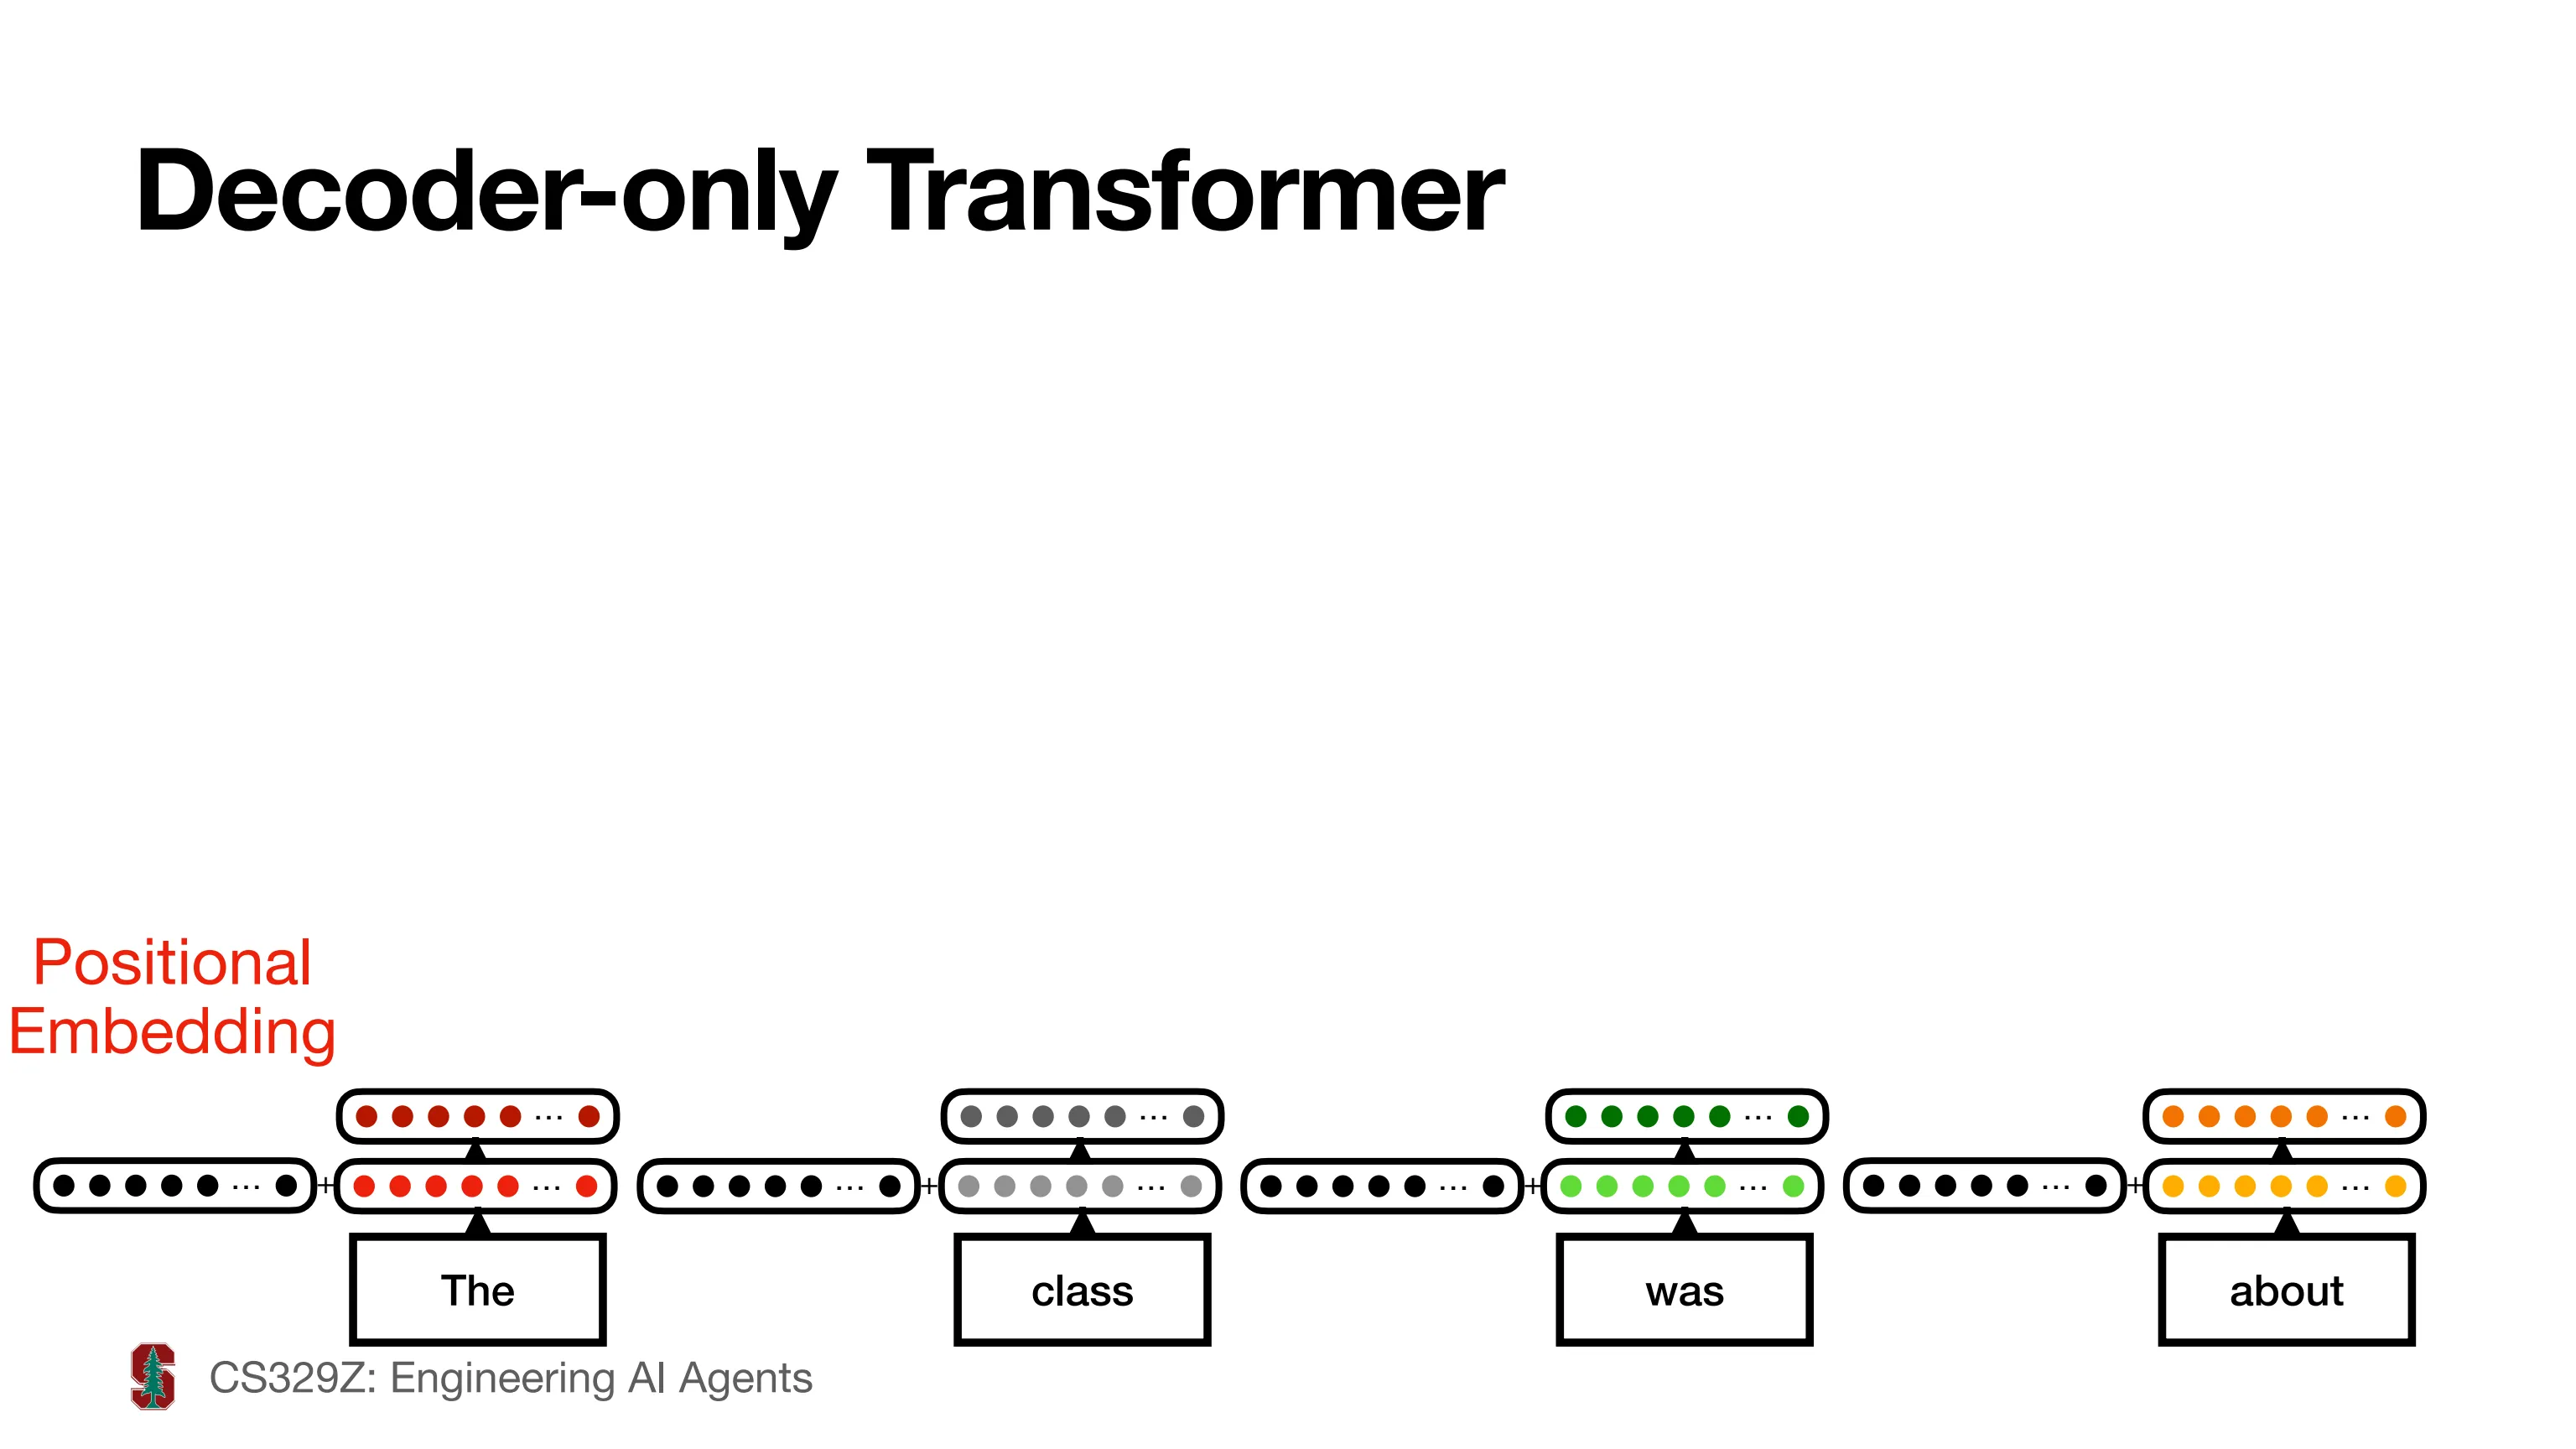 Decoder-only Transformer
Positional
Embedding
... ... ... ...
... + ... ... + ... ... + ... ... + ...
The class was about
CS329Z: Engineering AI Agents